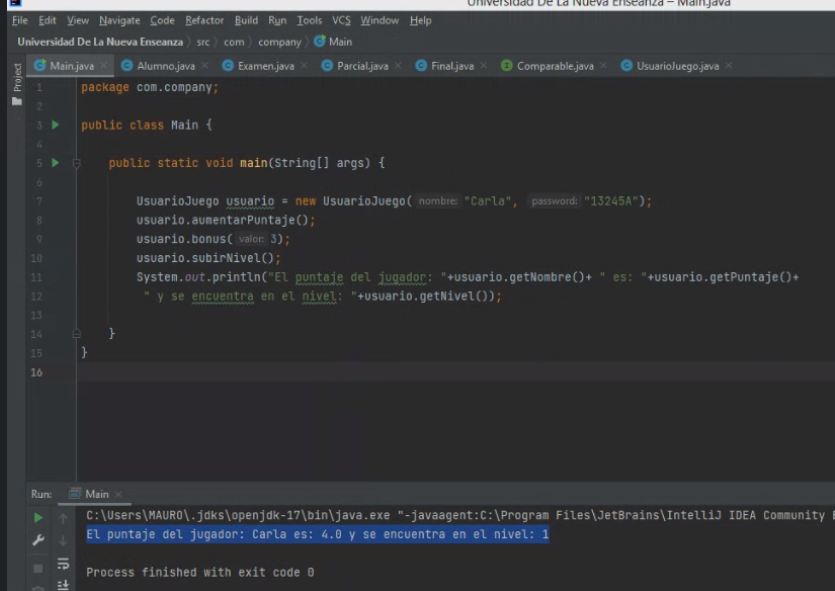 Universidad De La Nueva Enseanza – Main.java
File Edit View Navigate Code Refactor Build Run Tools VCS Window Help
Universidad De La Nueva Enseanza src com company Main
Main.java Alumno.java Examen.java Parcial.java Final.java Comparable.java UsuarioJuego.java
Project
1 package com.company;
2
3 public class Main {
4
5 public static void main(String[] args) {
6
7 UsuarioJuego usuario = new UsuarioJuego( nombre: "Carla", password: "13245A");
8 usuario.aumentarPuntaje();
9 usuario.bonus( valor: 3);
10 usuario.subirNivel();
11 System.out.println("El puntaje del jugador: "+usuario.getNombre()+ " es: "+usuario.getPuntaje()+
12 " y se encuentra en el nivel: "+usuario.getNivel());
13
14 }
15 }
16
Run: Main
C:\Users\MAURO\.jdks\openjdk-17\bin\java.exe "-javaagent:C:\Program Files\JetBrains\IntelliJ IDEA Community
El puntaje del jugador: Carla es: 4.0 y se encuentra en el nivel: 1
Process finished with exit code 0